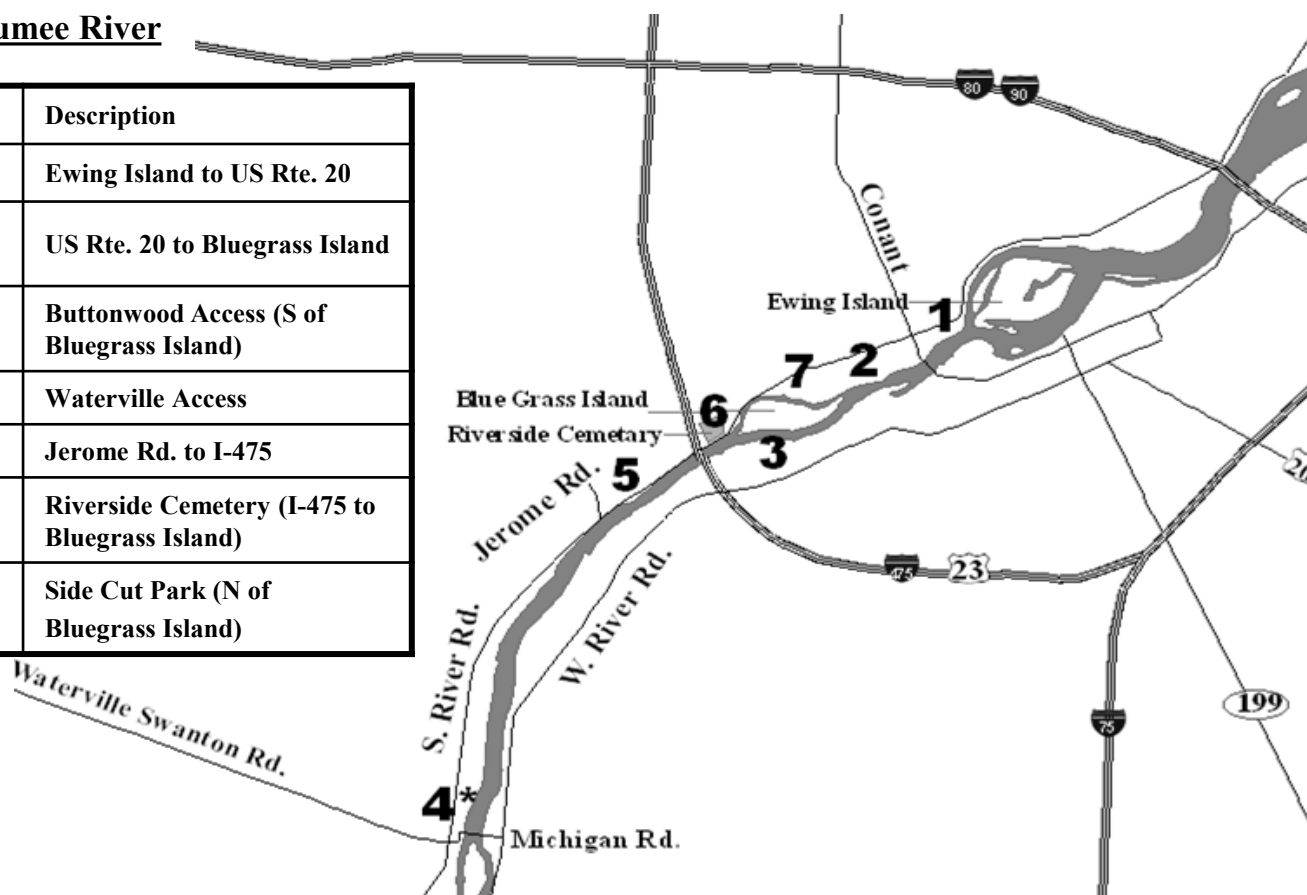 umee River
Description
Ewing Island to US Rte. 20
US Rte. 20 to Bluegrass Island
Buttonwood Access (S of
Bluegrass Island)
Waterville Access
Jerome Rd. to I-475
Riverside Cemetery (I-475 to
Bluegrass Island)
Side Cut Park (N of
Bluegrass Island)
80
90
Conant
Ewing Island
1
2
7
Blue Grass Island
6
Riverside Cemetary
3
5
Jerome Rd.
20
475
23
W. River Rd.
S. River Rd.
Waterville Swanton Rd.
199
75
4*
Michigan Rd.